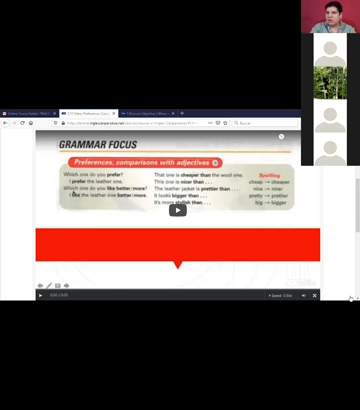 GRAMMAR FOCUS
Preferences; comparisons with adjectives
Which one do you prefer?
I prefer the leather one.
Which one do you like better/more?
I like the leather one better/more.
That one is cheaper than the wool one.
This one is nicer than . . .
The leather jacket is prettier than . . .
It looks bigger than . . .
It's more stylish than . . .
Spelling
cheap → cheaper
nice → nicer
pretty → prettier
big → bigger
Buscar